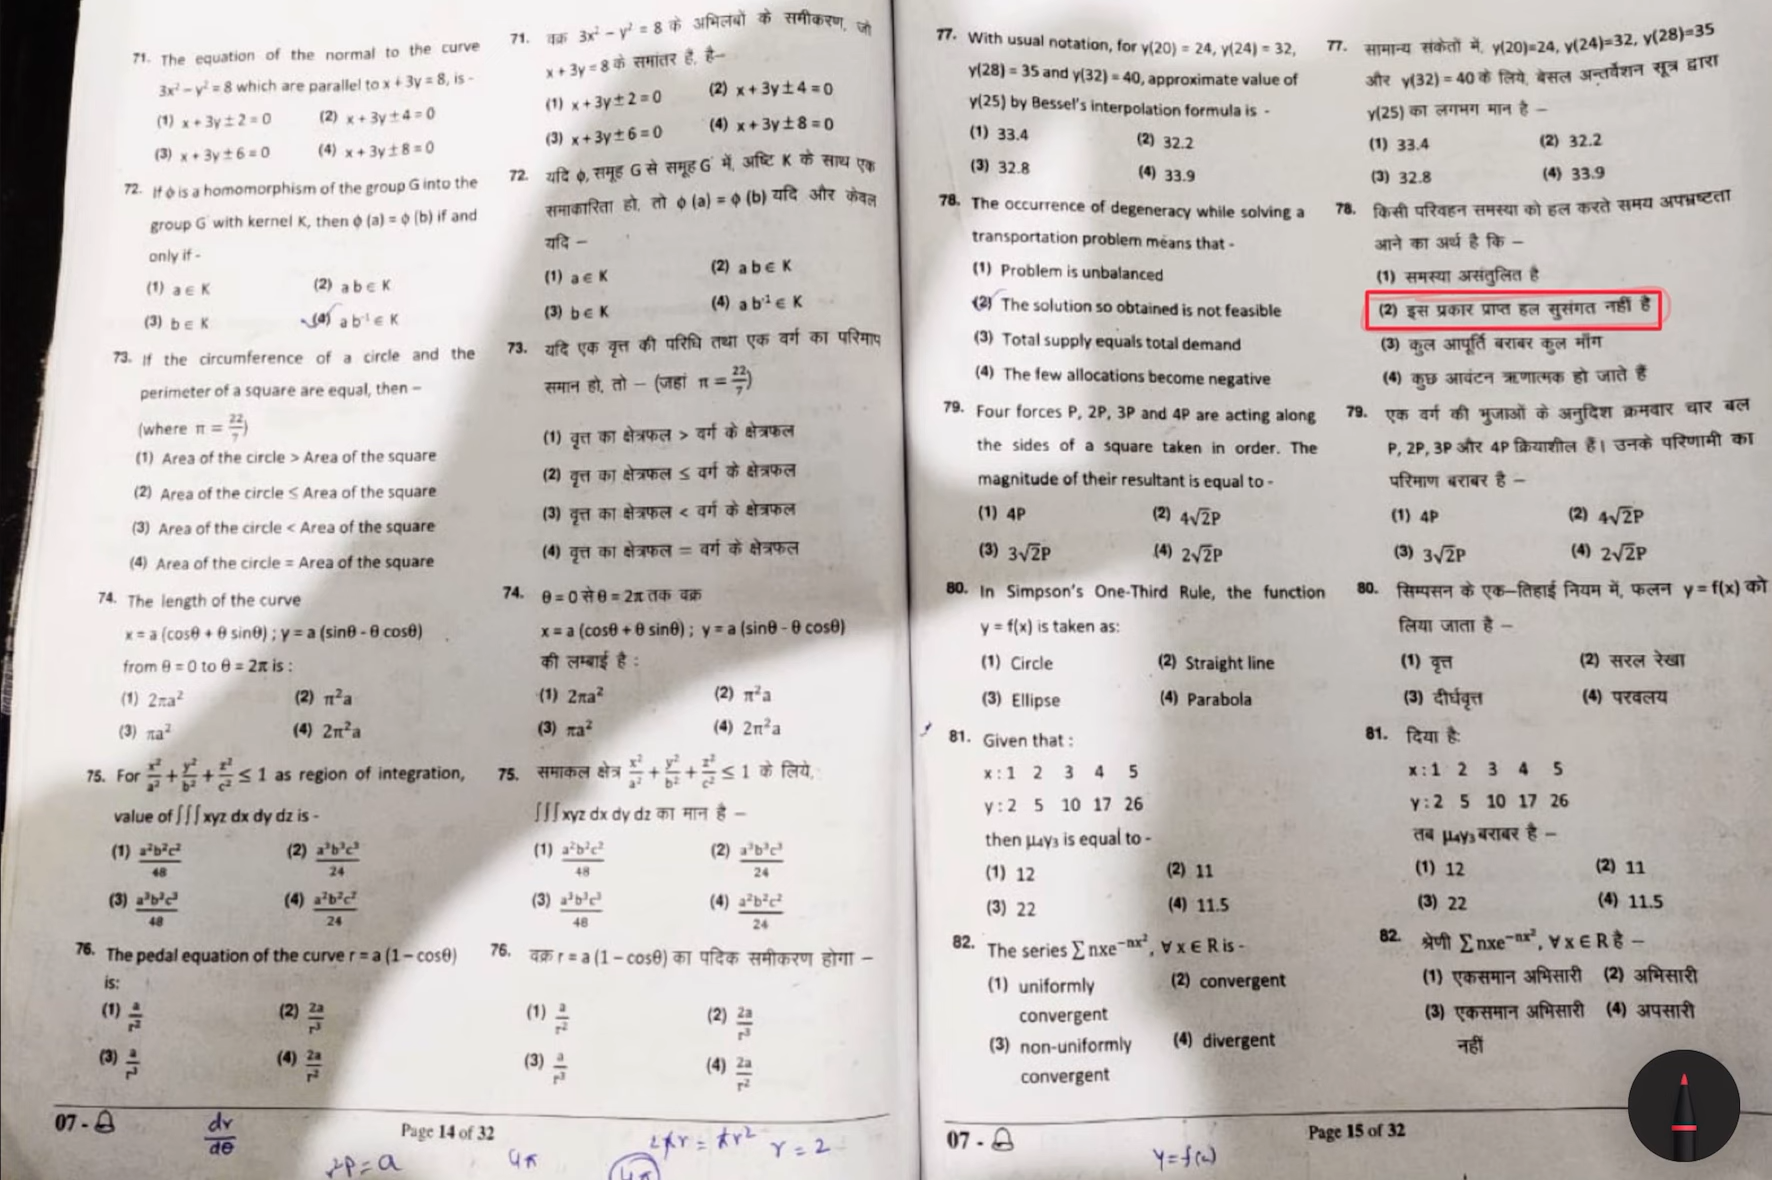 71. The equation of the normal to the curve
3x² – y² = 8 which are parallel to x + 3y = 8, is -
(1) x + 3y ± 2 = 0 (2) x + 3y ± 4 = 0
(3) x + 3y ± 6 = 0 (4) x + 3y ± 8 = 0
72. If ϕ is a homomorphism of the group G into the
group G' with kernel K, then ϕ (a) = ϕ (b) if and
only if -
(1) a ∈ K (2) a b ∈ K
(3) b ∈ K (4) a b⁻¹ ∈ K
73. If the circumference of a circle and the
perimeter of a square are equal, then –
(where π = 22/7)
(1) Area of the circle > Area of the square
(2) Area of the circle ≤ Area of the square
(3) Area of the circle < Area of the square
(4) Area of the circle = Area of the square
74. The length of the curve
x = a (cosθ + θ sinθ) ; y = a (sinθ - θ cosθ)
from θ = 0 to θ = 2π is :
(1) 2πa² (2) π²a
(3) πa² (4) 2π²a
75. For x²/a² + y²/b² + z²/c² ≤ 1 as region of integration,
value of ∫∫∫ xyz dx dy dz is -
(1) a²b²c²/48 (2) a³b³c³/24
(3) a³b³c³/48 (4) a²b²c²/24
76. The pedal equation of the curve r = a (1 – cosθ)
is:
(1) a/r² (2) 2a/r³
(3) a/r³ (4) 2a/r²
71. वक्र 3x² – y² = 8 के अभिलंबों के समीकरण, जो
x + 3y = 8 के समांतर है, है–
(1) x + 3y ± 2 = 0 (2) x + 3y ± 4 = 0
(3) x + 3y ± 6 = 0 (4) x + 3y ± 8 = 0
72. यदि ϕ, समूह G से समूह G' में, अष्टि K के साथ एक
समाकारिता हो, तो ϕ (a) = ϕ (b) यदि और केवल
यदि –
(1) a ∈ K (2) a b ∈ K
(3) b ∈ K (4) a b⁻¹ ∈ K
73. यदि एक वृत्त की परिधि तथा एक वर्ग का परिमाप
समान हो, तो – (जहां π = 22/7)
(1) वृत्त का क्षेत्रफल > वर्ग के क्षेत्रफल
(2) वृत्त का क्षेत्रफल ≤ वर्ग के क्षेत्रफल
(3) वृत्त का क्षेत्रफल < वर्ग के क्षेत्रफल
(4) वृत्त का क्षेत्रफल = वर्ग के क्षेत्रफल
74. θ = 0 से θ = 2π तक वक्र
x = a (cosθ + θ sinθ) ; y = a (sinθ - θ cosθ)
की लम्बाई है :
(1) 2πa² (2) π²a
(3) πa² (4) 2π²a
75. समाकल क्षेत्र x²/a² + y²/b² + z²/c² ≤ 1 के लिये,
∫∫∫ xyz dx dy dz का मान है –
(1) a²b²c²/48 (2) a³b³c³/24
(3) a³b³c³/48 (4) a²b²c²/24
76. वक्र r = a (1 – cosθ) का पदिक समीकरण होगा –
(1) a/r² (2) 2a/r³
(3) a/r³ (4) 2a/r²
07 -
Page 14 of 32
dr/dθ
2P = a
4π
2πr = πr² r = 2
77. With usual notation, for y(20) = 24, y(24) = 32,
y(28) = 35 and y(32) = 40, approximate value of
y(25) by Bessel's interpolation formula is -
(1) 33.4 (2) 32.2
(3) 32.8 (4) 33.9
78. The occurrence of degeneracy while solving a
transportation problem means that -
(1) Problem is unbalanced
(2) The solution so obtained is not feasible
(3) Total supply equals total demand
(4) The few allocations become negative
79. Four forces P, 2P, 3P and 4P are acting along
the sides of a square taken in order. The
magnitude of their resultant is equal to -
(1) 4P (2) 4√2P
(3) 3√2P (4) 2√2P
80. In Simpson's One-Third Rule, the function
y = f(x) is taken as:
(1) Circle (2) Straight line
(3) Ellipse (4) Parabola
81. Given that :
x : 1 2 3 4 5
y : 2 5 10 17 26
then μ₄y₃ is equal to -
(1) 12 (2) 11
(3) 22 (4) 11.5
82. The series ∑ nxe^(-nx²), ∀ x ∈ R is -
(1) uniformly (2) convergent
convergent
(3) non-uniformly (4) divergent
convergent
77. सामान्य संकेतों में, y(20)=24, y(24)=32, y(28)=35
और y(32) = 40 के लिये, बेसल अन्तर्वेशन सूत्र द्वारा
y(25) का लगभग मान है –
(1) 33.4 (2) 32.2
(3) 32.8 (4) 33.9
78. किसी परिवहन समस्या को हल करते समय अपभ्रष्टता
आने का अर्थ है कि –
(1) समस्या असंतुलित है
(2) इस प्रकार प्राप्त हल सुसंगत नहीं है
(3) कुल आपूर्ति बराबर कुल माँग
(4) कुछ आवंटन ऋणात्मक हो जाते हैं
79. एक वर्ग की भुजाओं के अनुदिश क्रमवार चार बल
P, 2P, 3P और 4P क्रियाशील हैं। उनके परिणामी का
परिमाण बराबर है –
(1) 4P (2) 4√2P
(3) 3√2P (4) 2√2P
80. सिम्पसन के एक–तिहाई नियम में, फलन y = f(x) को
लिया जाता है –
(1) वृत्त (2) सरल रेखा
(3) दीर्घवृत्त (4) परवलय
81. दिया है:
x : 1 2 3 4 5
y : 2 5 10 17 26
तब μ₄y₃ बराबर है –
(1) 12 (2) 11
(3) 22 (4) 11.5
82. श्रेणी ∑ nxe^(-nx²), ∀ x ∈ R है –
(1) एकसमान अभिसारी (2) अभिसारी
(3) एकसमान अभिसारी (4) अपसारी
नहीं
07 -
Page 15 of 32
y = f(x)